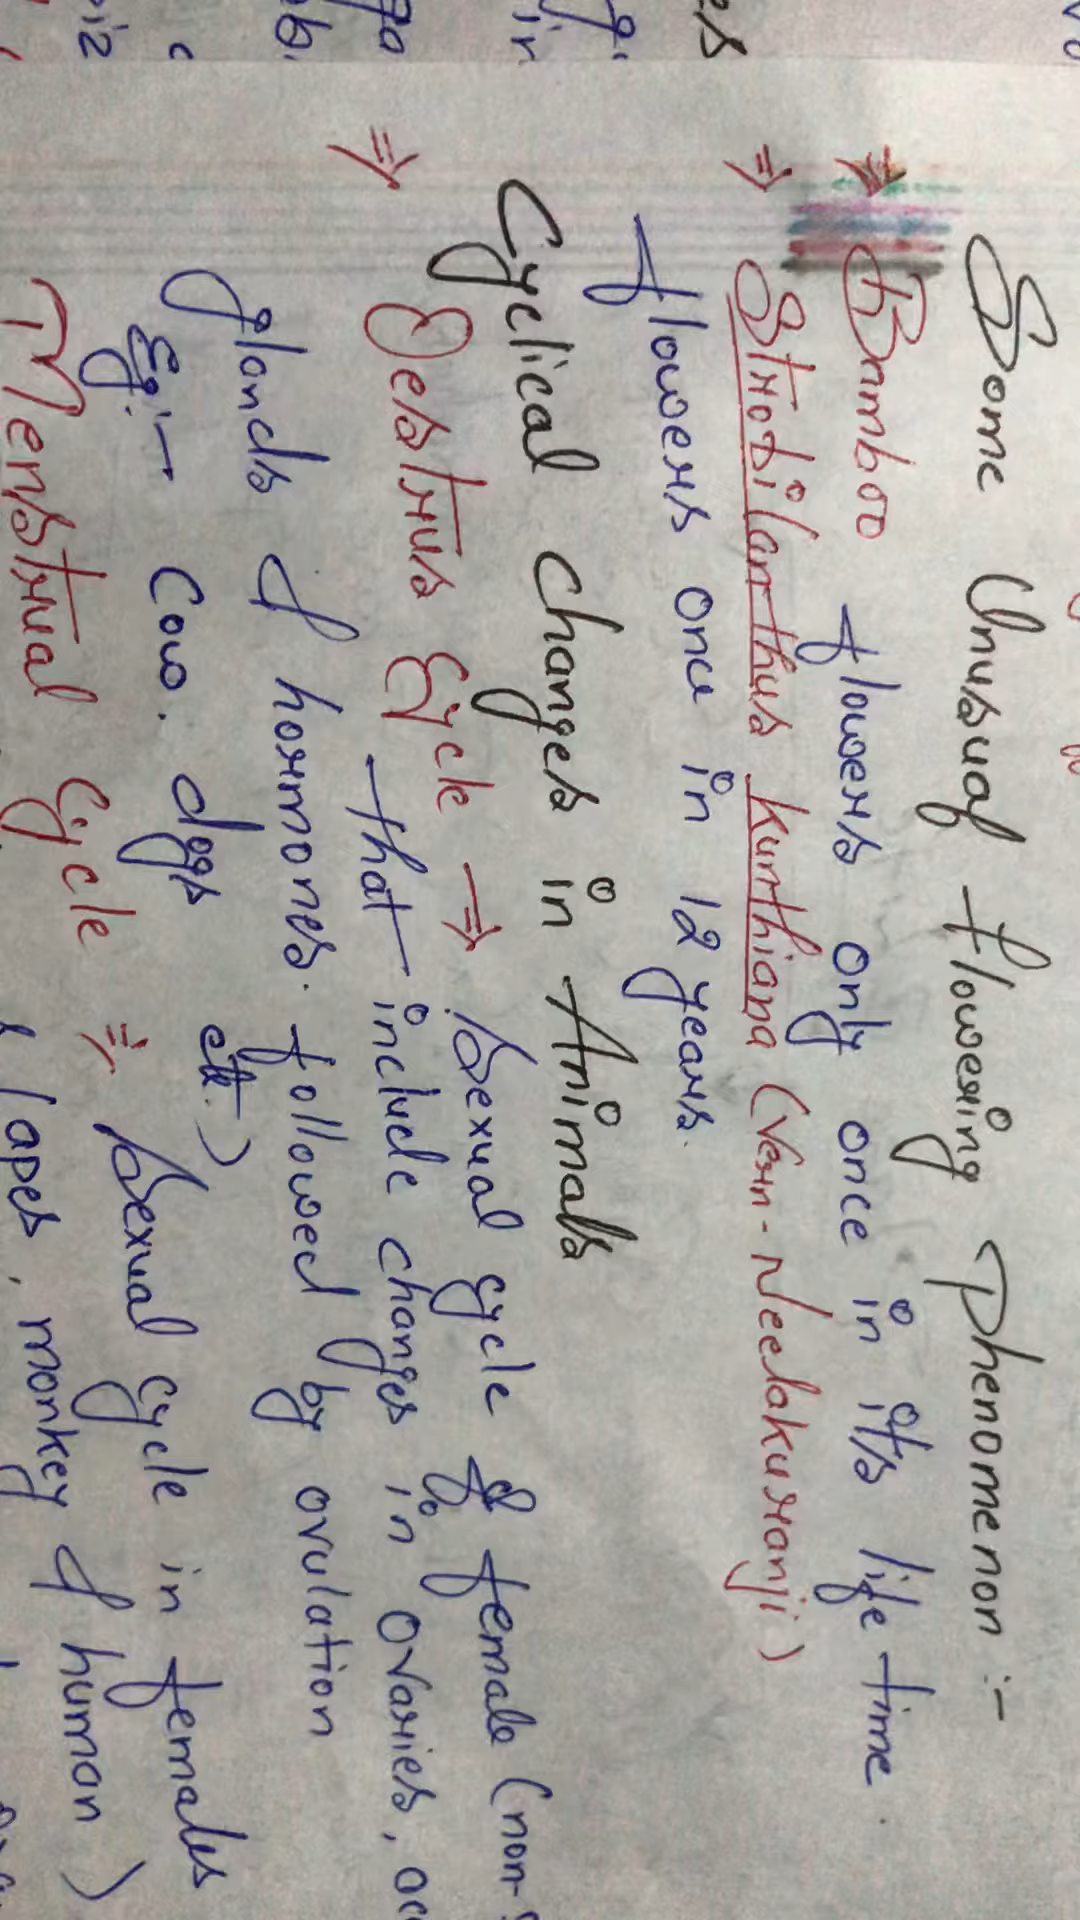 Some Unusual Flowering Phenomenon :-
⇒ Bamboo flowers only once in it's life time.
⇒ Strobilanthus kunthiana (vern - Neelakuranji)
flowers once in 12 years.
Cyclical changes in Animals
⇒ Oestrus Cycle → Sexual cycle of female (non-
that include changes in ovaries,
glands & hormones. followed by ovulation
Eg:- Cow. dogs etc.)
Menstrual Cycle ⇒ Sexual cycle in females
(apes, monkey & human)